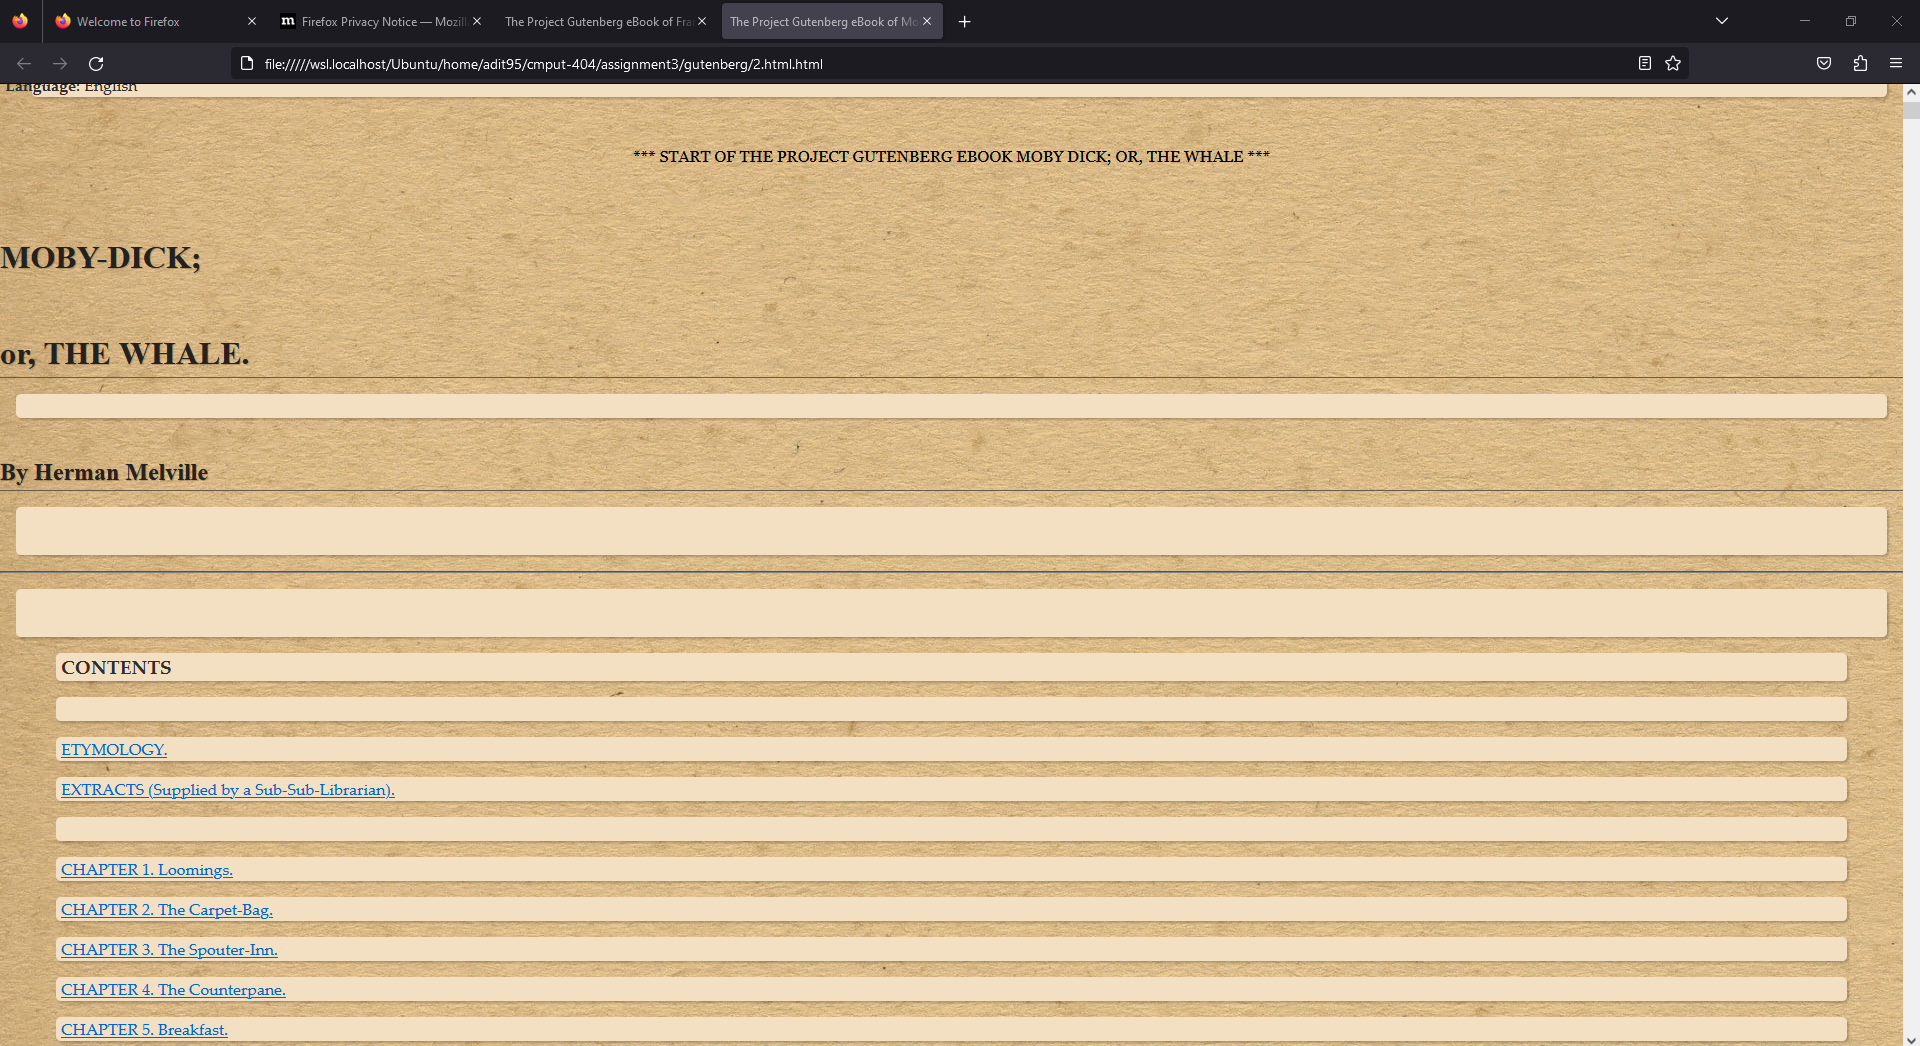 Welcome to Firefox
m Firefox Privacy Notice — Mozill
The Project Gutenberg eBook of Fra
The Project Gutenberg eBook of Mo
file://///wsl.localhost/Ubuntu/home/adit95/cmput-404/assignment3/gutenberg/2.html.html
Language: English
*** START OF THE PROJECT GUTENBERG EBOOK MOBY DICK; OR, THE WHALE ***
MOBY-DICK;
or, THE WHALE.
By Herman Melville
CONTENTS
ETYMOLOGY.
EXTRACTS (Supplied by a Sub-Sub-Librarian).
CHAPTER 1. Loomings.
CHAPTER 2. The Carpet-Bag.
CHAPTER 3. The Spouter-Inn.
CHAPTER 4. The Counterpane.
CHAPTER 5. Breakfast.